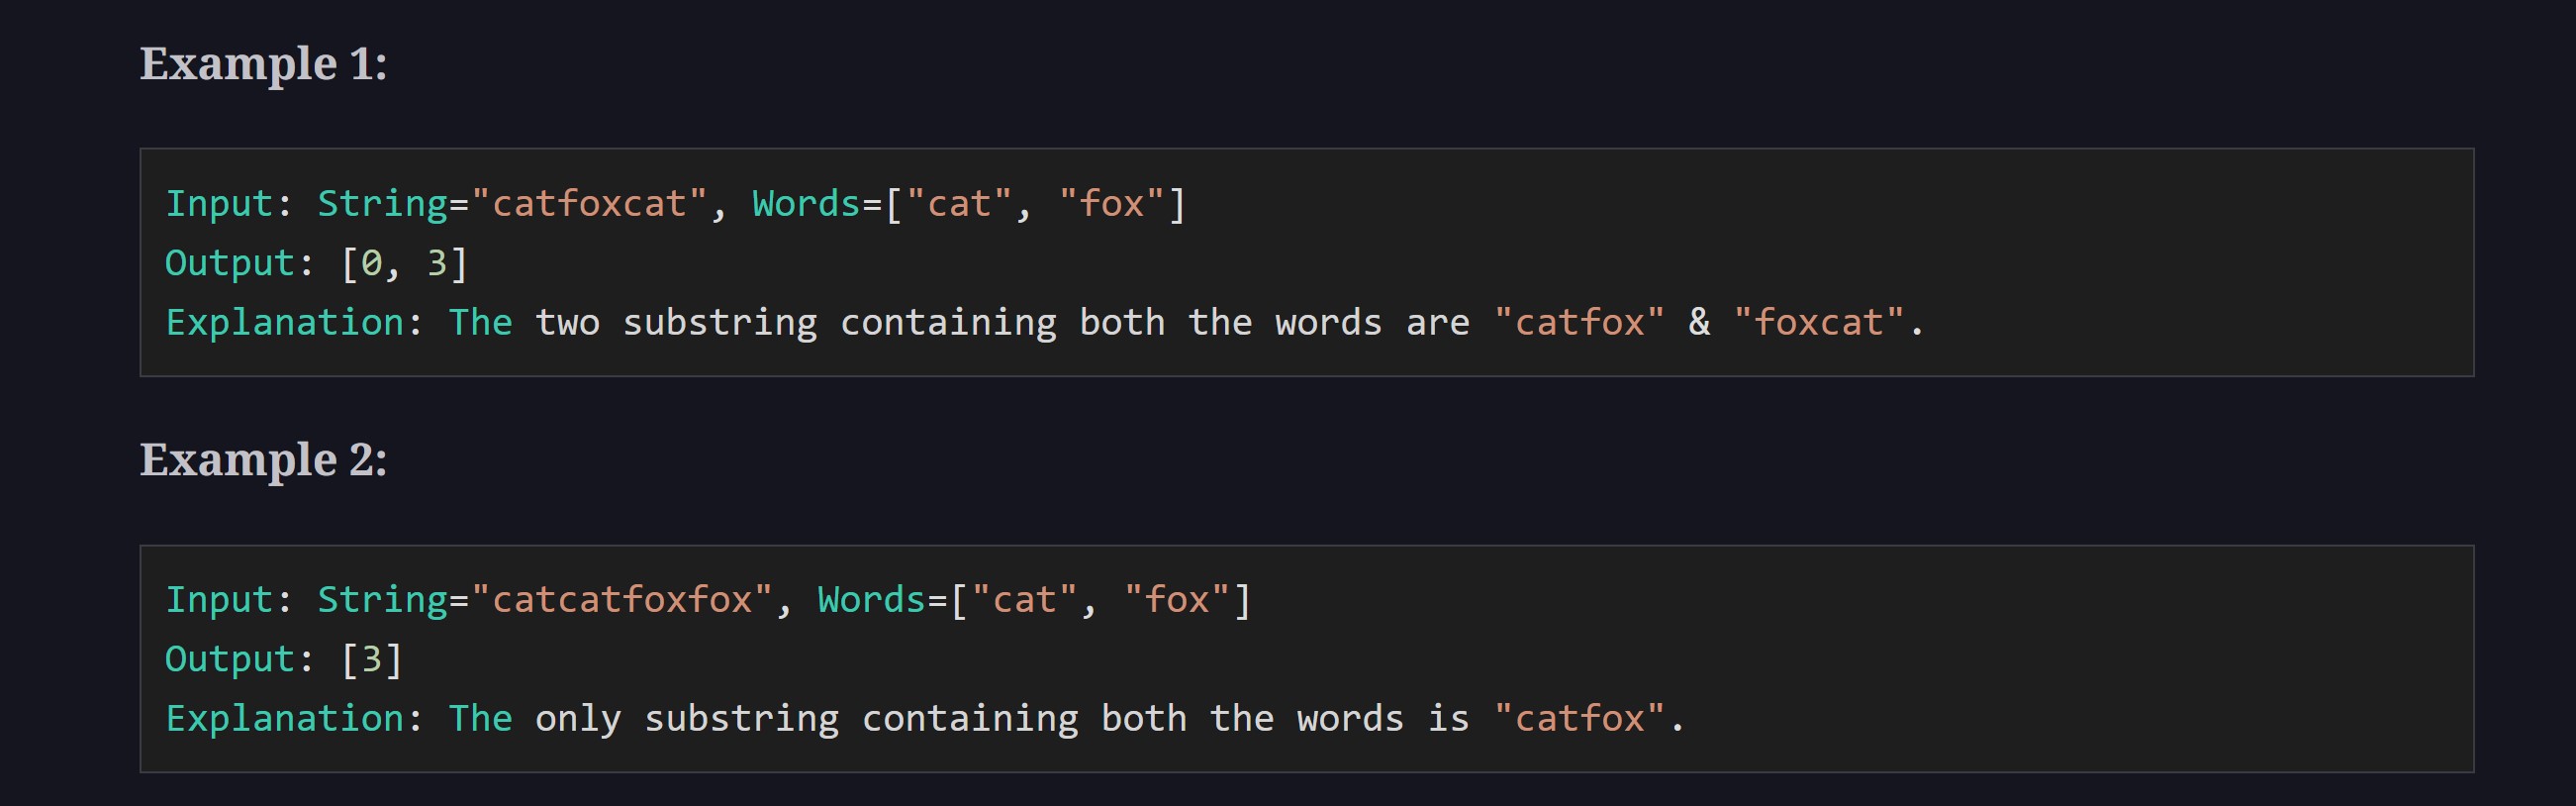 Example 1:
Input: String="catfoxcat", Words=["cat", "fox"]
Output: [0, 3]
Explanation: The two substring containing both the words are "catfox" & "foxcat".
Example 2:
Input: String="catcatfoxfox", Words=["cat", "fox"]
Output: [3]
Explanation: The only substring containing both the words is "catfox".